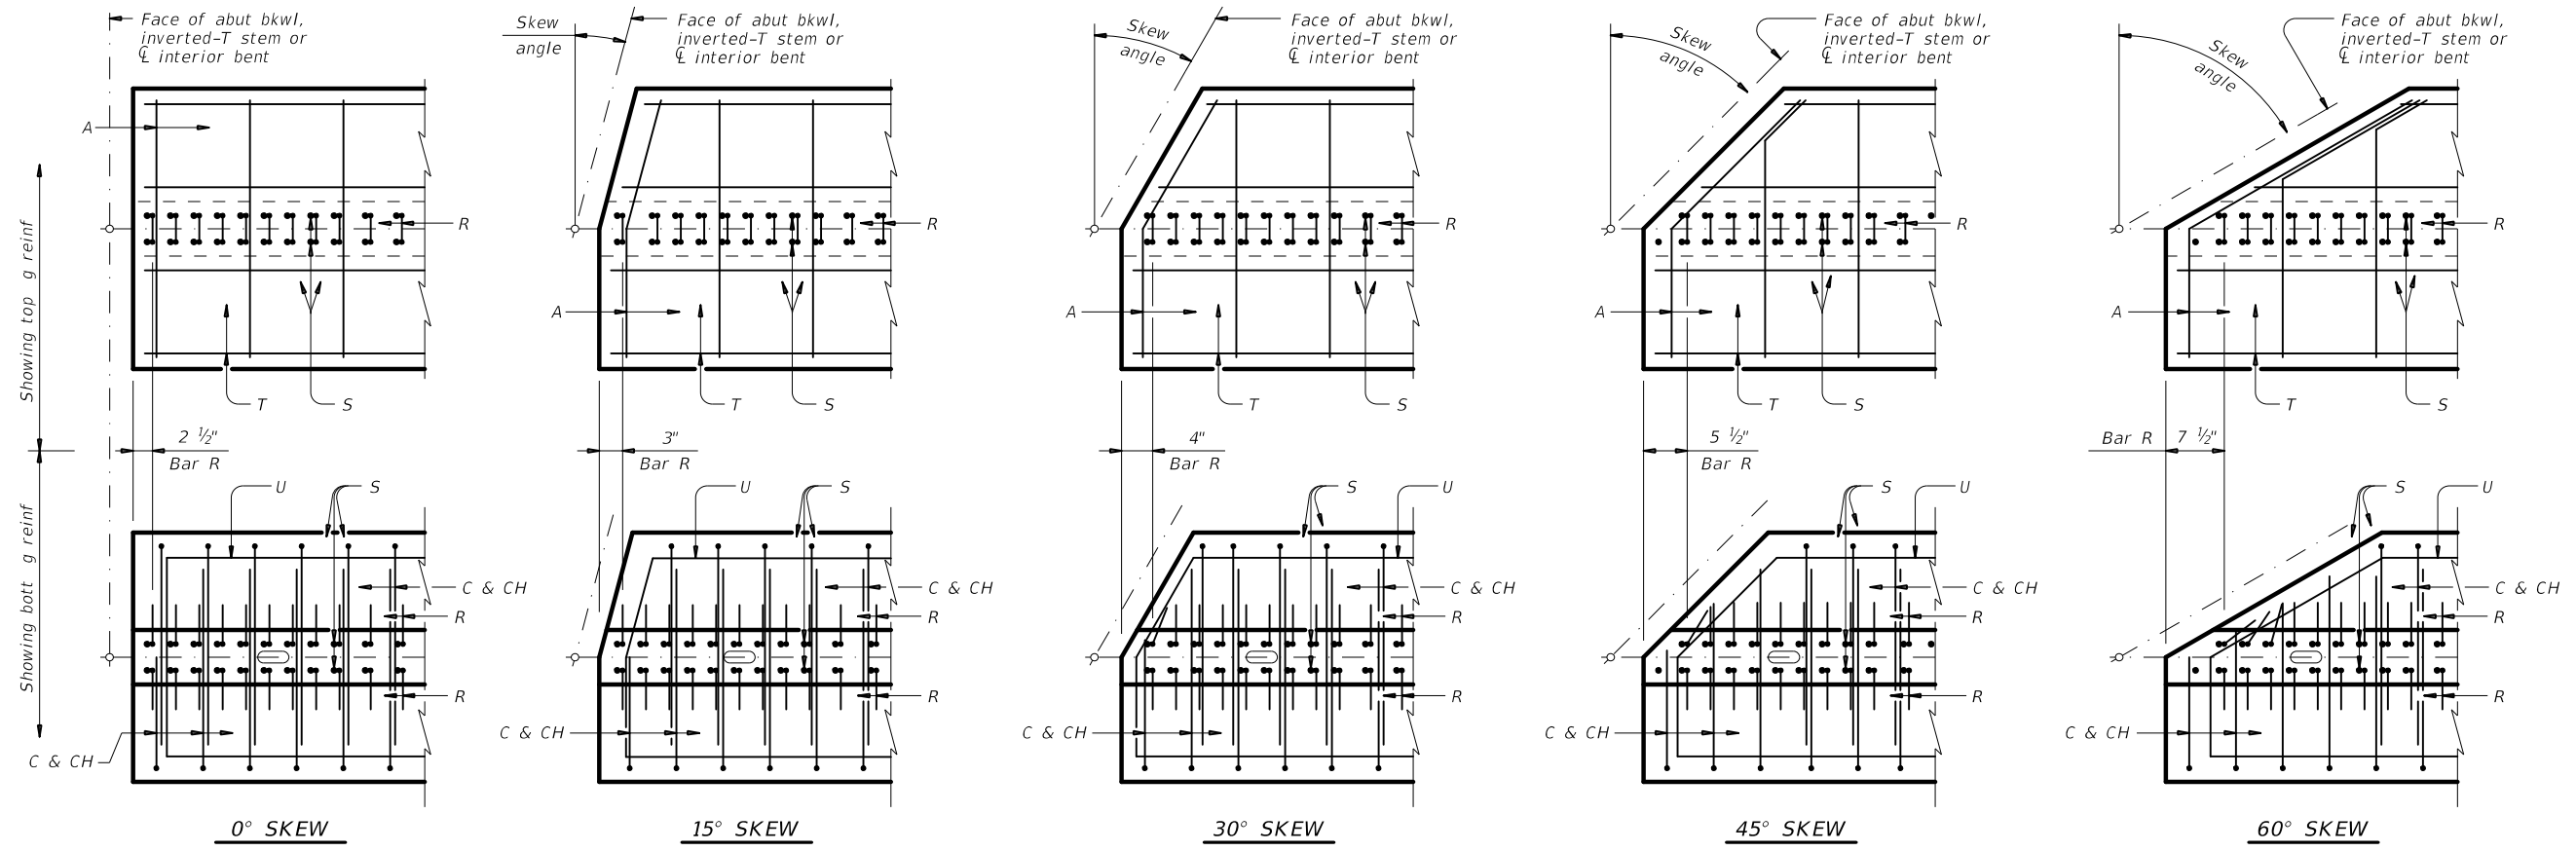 Face of abut bkwl,
inverted-T stem or
℄ interior bent
Skew
angle
Face of abut bkwl,
inverted-T stem or
℄ interior bent
Skew
angle
Face of abut bkwl,
inverted-T stem or
℄ interior bent
Skew
angle
Face of abut bkwl,
inverted-T stem or
℄ interior bent
Skew
angle
Face of abut bkwl,
inverted-T stem or
℄ interior bent
A
R
R
R
R
R
A
A
A
A
T
S
T
S
T
S
T
S
T
S
Showing top g reinf
2 ½"
Bar R
3"
Bar R
4"
Bar R
5 ½"
Bar R
Bar R
7 ½"
Showing bott g reinf
U
S
U
S
S
U
S
U
S
U
C & CH
C & CH
C & CH
C & CH
C & CH
R
R
R
R
R
R
R
R
R
R
C & CH
C & CH
C & CH
C & CH
C & CH
0° SKEW
15° SKEW
30° SKEW
45° SKEW
60° SKEW